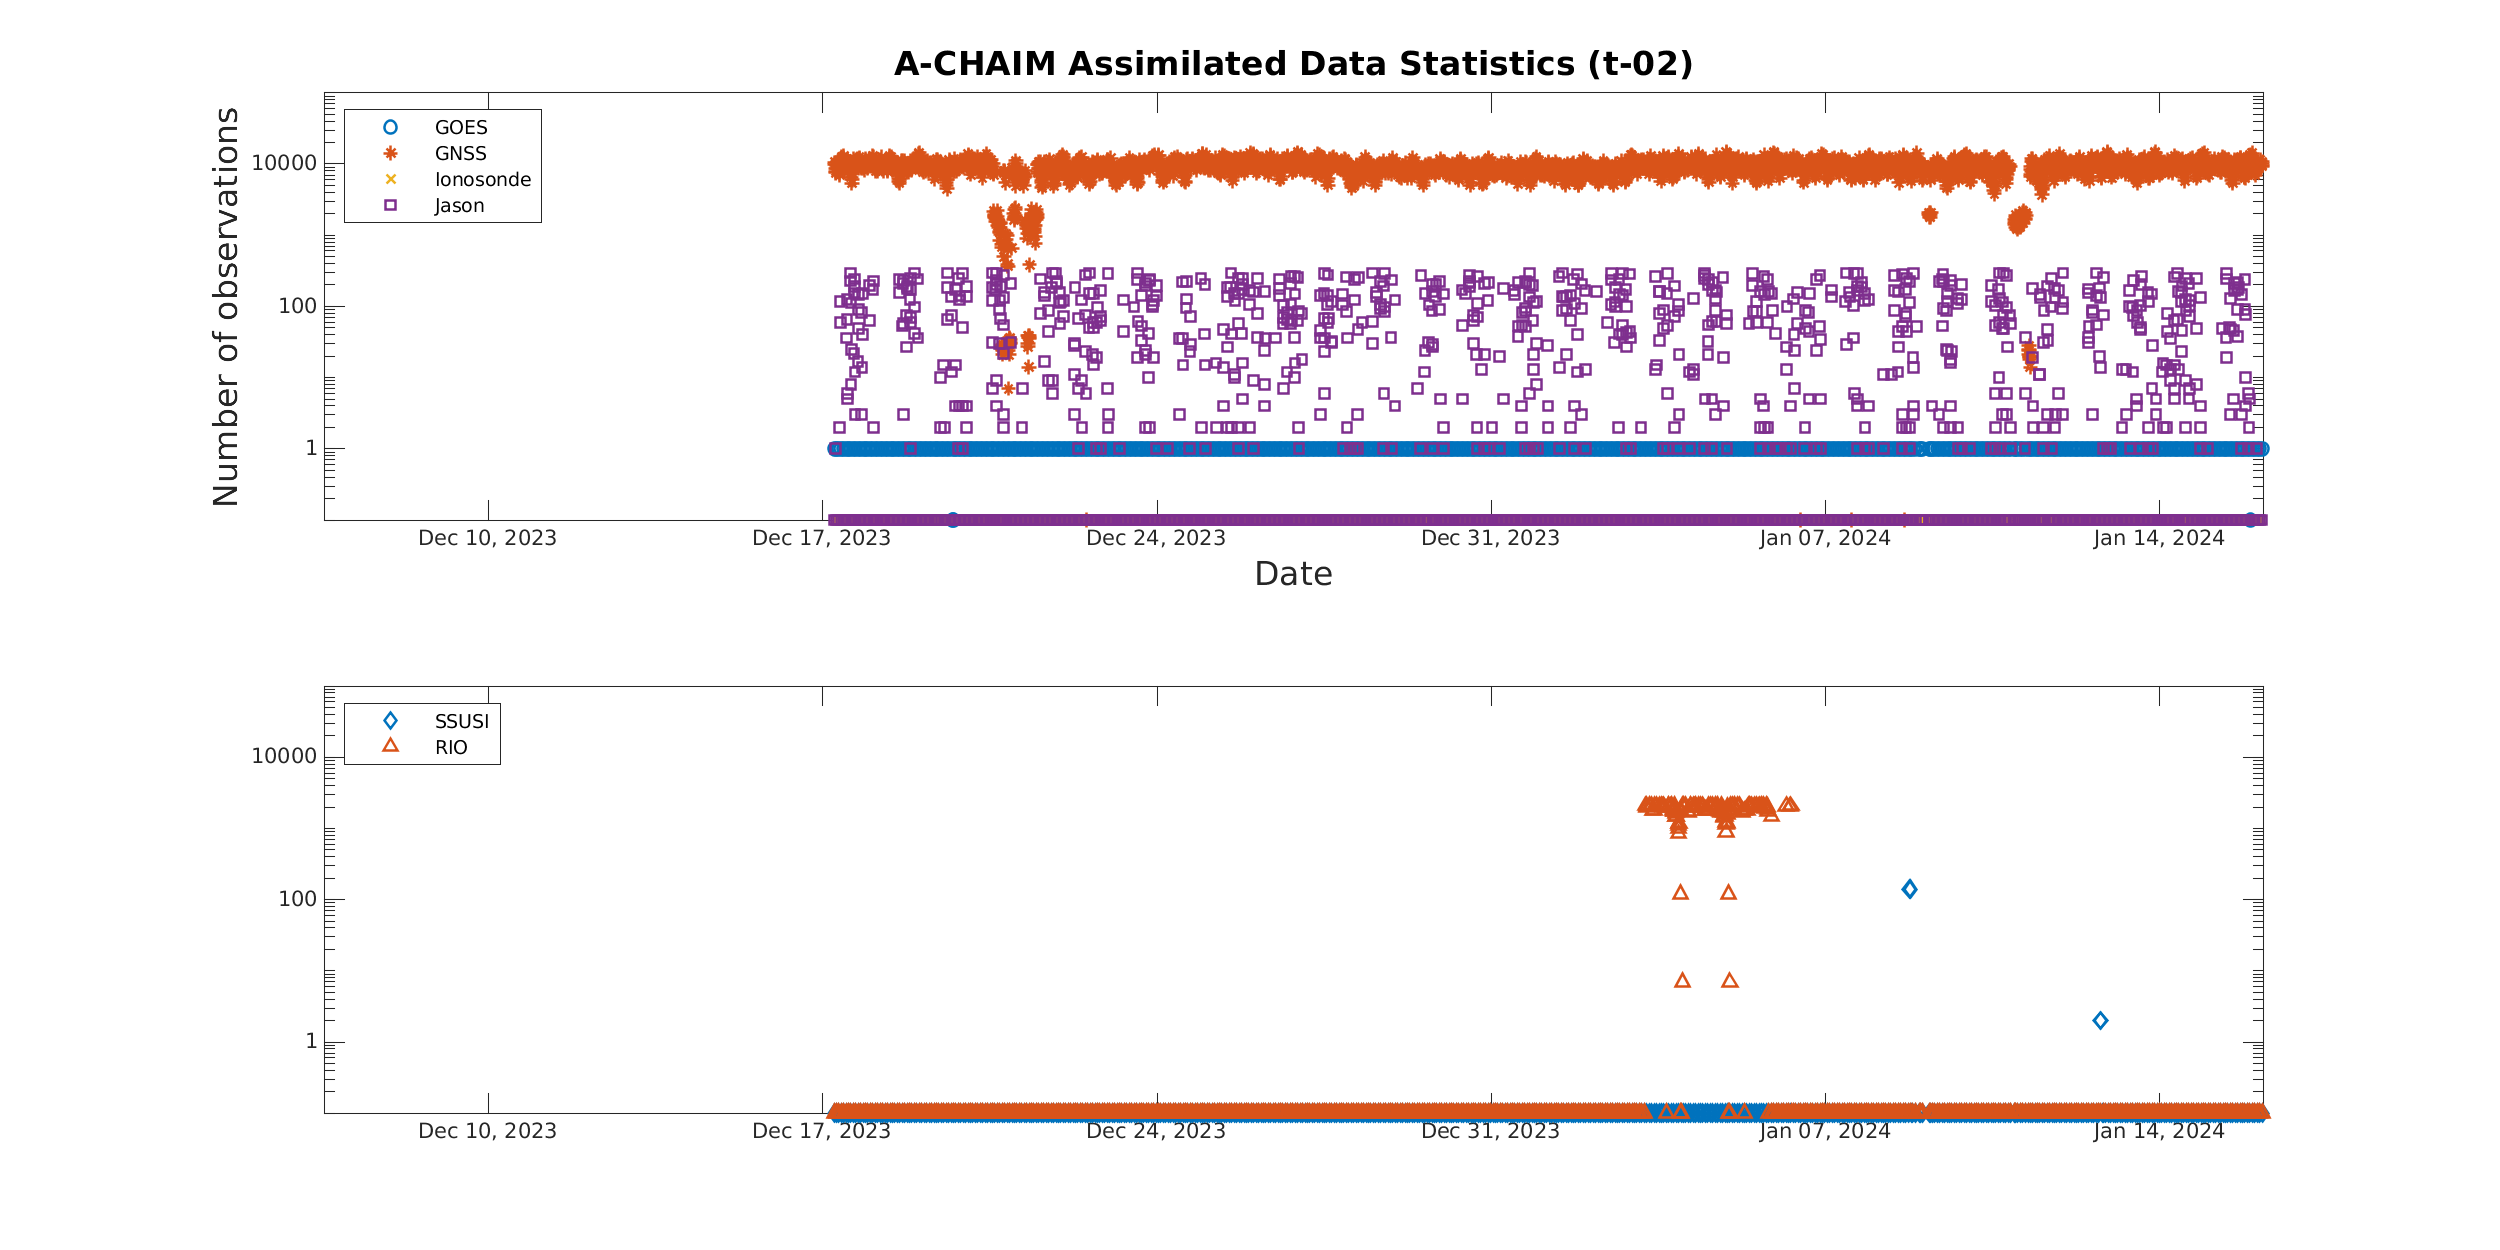 A-CHAIM Assimilated Data Statistics (t-02)
Number of observations
10000
100
1
GOES
GNSS
Ionosonde
Jason
Dec 10, 2023
Dec 17, 2023
Dec 24, 2023
Dec 31, 2023
Jan 07, 2024
Jan 14, 2024
Date
10000
100
1
SSUSI
RIO
Dec 10, 2023
Dec 17, 2023
Dec 24, 2023
Dec 31, 2023
Jan 07, 2024
Jan 14, 2024